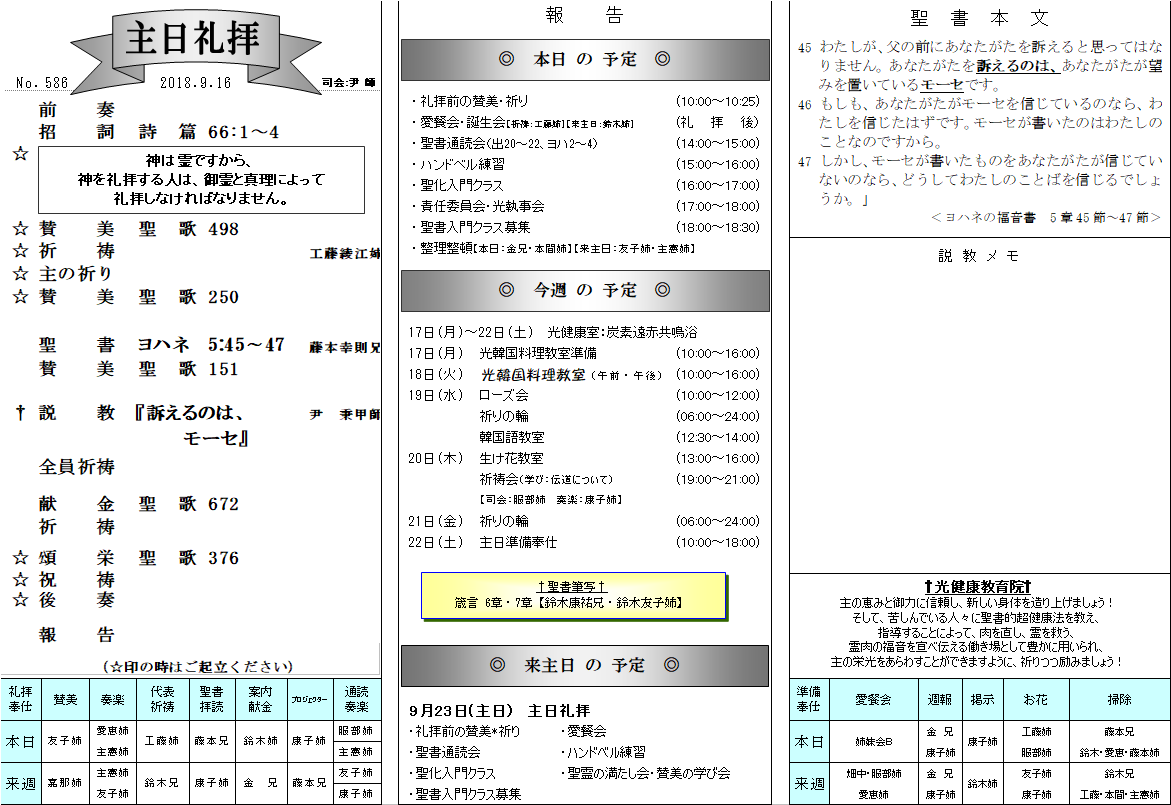 主日礼拝
No. 586 2018.9.16 司会:尹 師
前 奏
招 詞 詩 篇 66:1～4
☆ 神は霊ですから、
神を礼拝する人は、御霊と真理によって
礼拝しなければなりません。
☆ 賛 美 聖 歌 498
☆ 祈 祷 工藤綾江姉
☆ 主の祈り
☆ 賛 美 聖 歌 250
聖 書 ヨハネ 5:45～47 藤本幸則兄
賛 美 聖 歌 151
† 説 教 『訴えるのは、 尹 秉甲師
モーセ』
全員祈祷
献 金 聖 歌 672
祈 祷
☆ 頌 栄 聖 歌 376
☆ 祝 祷
☆ 後 奏
報 告
(☆印の時はご起立ください)
礼拝奉仕 賛美 奏楽 代表祈祷 聖書拝読 案内献金 プロジェクター 通読奏楽
本日 友子姉 愛恵姉 主憲姉 工藤姉 藤本兄 鈴木姉 康子姉 服部姉 主憲姉
来週 嘉那姉 主憲姉 友子姉 鈴木兄 康子姉 金 兄 藤本兄 友子姉 康子姉
報 告
◎ 本日 の 予定 ◎
・礼拝前の賛美・祈り (10:00～10:25)
・愛餐会・誕生会【祈祷:工藤姉】【来主日:鈴木姉】 (礼 拝 後)
・聖書通読会(出20～22、ヨハ2～4) (14:00～15:00)
・ハンドベル練習 (15:00～16:00)
・聖化入門クラス (16:00～17:00)
・責任委員会・光執事会 (17:00～18:00)
・聖書入門クラス募集 (18:00～18:30)
・整理整頓【本日:金兄・本間姉】【来主日:友子姉・主憲姉】
◎ 今週 の 予定 ◎
17日(月)～22日(土) 光健康室:炭素遠赤共鳴浴
17日(月) 光韓国料理教室準備 (10:00～16:00)
18日(火) 光韓国料理教室(午前・午後) (10:00～16:00)
19日(水) ローズ会 (10:00～12:00)
祈りの輪 (06:00～24:00)
韓国語教室 (12:30～14:00)
20日(木) 生け花教室 (13:00～16:00)
祈祷会(学び:伝道について) (19:00～21:00)
【司会:服部姉 奏楽:康子姉】
21日(金) 祈りの輪 (06:00～24:00)
22日(土) 主日準備奉仕 (10:00～18:00)
†聖書筆写†
箴言 6章・7章【鈴木康祐兄・鈴木友子姉】
◎ 来主日 の 予定 ◎
9月23日(主日) 主日礼拝
・礼拝前の賛美*祈り ・愛餐会
・聖書通読会 ・ハンドベル練習
・聖化入門クラス ・聖霊の満たし会・賛美の学び会
・聖書入門クラス募集
聖 書 本 文
45 わたしが、父の前にあなたがたを訴えると思ってはな
りません。あなたがたを訴えるのは、あなたがたが望
みを置いているモーセです。
46 もしも、あなたがたがモーセを信じているのなら、わ
たしを信じたはずです。モーセが書いたのはわたしの
ことなのですから。
47 しかし、モーセが書いたものをあなたがたが信じてい
ないのなら、どうしてわたしのことばを信じるでしょ
うか。」
＜ヨハネの福音書 5章45節～47節＞
説 教 メ モ
†光健康教育院†
主の恵みと御力に信頼し、新しい身体を造り上げましょう！
そして、苦しんでいる人々に聖書的超健康法を教え、
指導することによって、肉を直し、霊を救う、
霊肉の福音を宣べ伝える働き場として豊かに用いられ、
主の栄光をあらわすことができますように、祈りつつ励みましょう！
準備奉仕 愛餐会 週報 掲示 お花 掃除
本日 姉妹会B 金 兄 康子姉 康子姉 工藤姉 服部姉 藤本兄 鈴木・愛恵・藤本姉
来週 畑中・服部姉 愛恵姉 金 兄 康子姉 鈴木姉 友子姉 康子姉 鈴木兄 工藤・本間・主憲姉